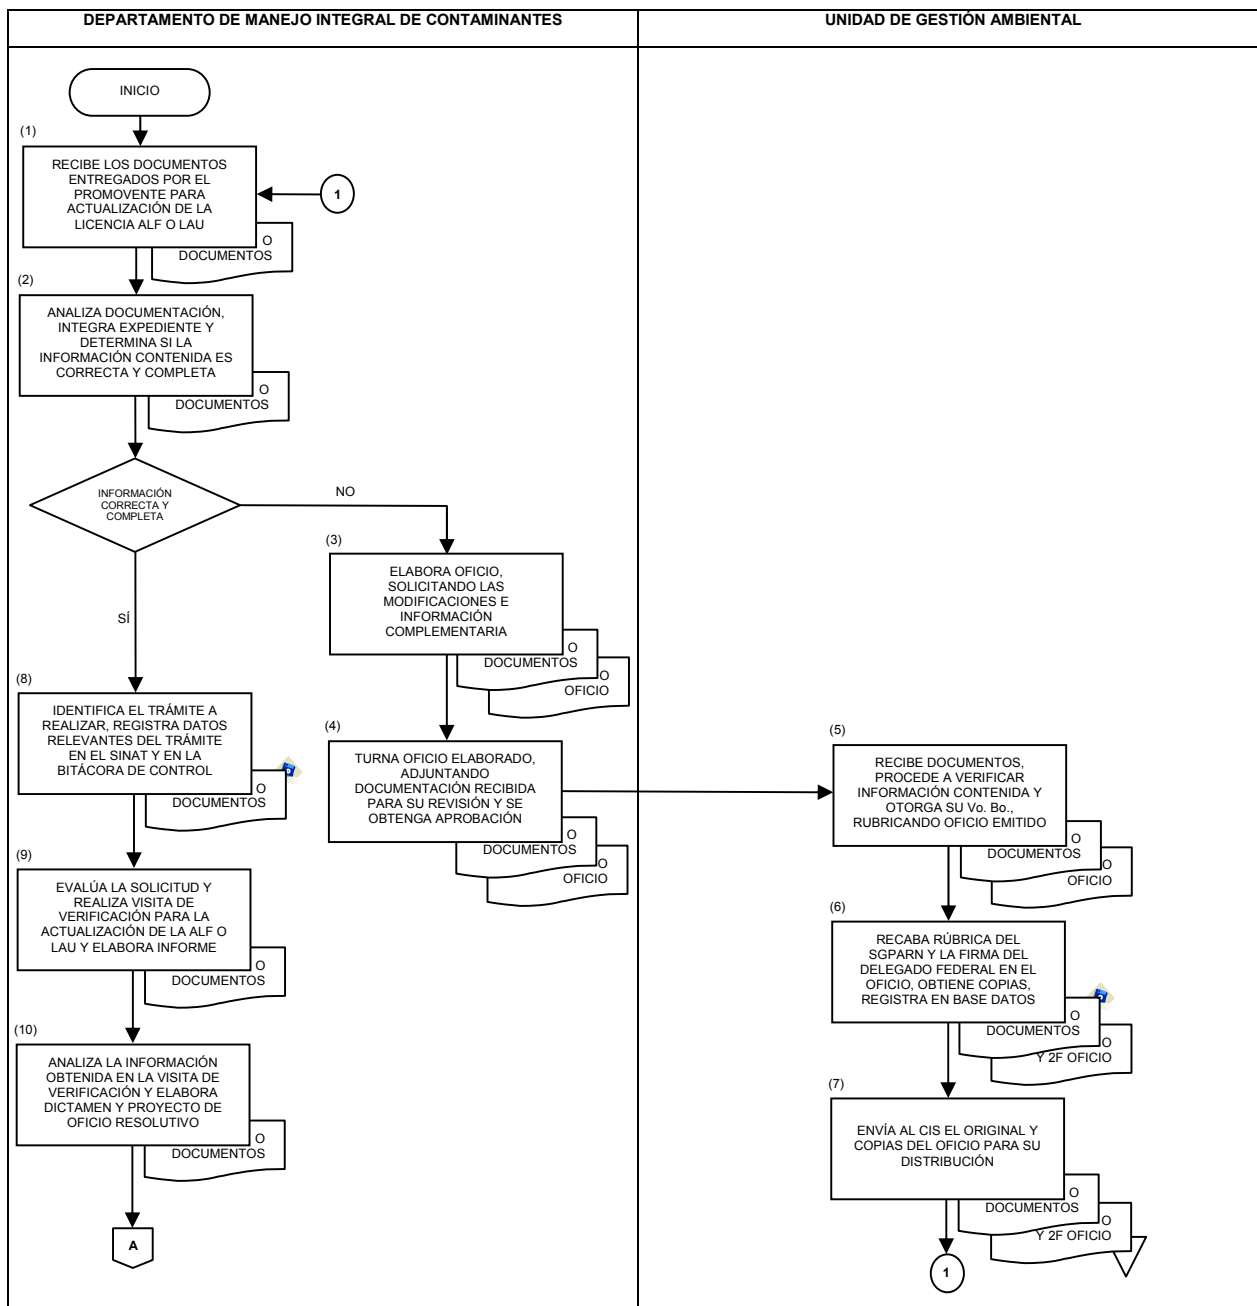 DEPARTAMENTO DE MANEJO INTEGRAL DE CONTAMINANTES
UNIDAD DE GESTIÓN AMBIENTAL
INICIO
(1)
RECIBE LOS DOCUMENTOS
ENTREGADOS POR EL
PROMOVENTE PARA
ACTUALIZACIÓN DE LA
LICENCIA ALF O LAU
1
O
DOCUMENTOS
(2)
ANALIZA DOCUMENTACIÓN,
INTEGRA EXPEDIENTE Y
DETERMINA SI LA
INFORMACIÓN CONTENIDA ES
CORRECTA Y COMPLETA
O
DOCUMENTOS
INFORMACIÓN
CORRECTA Y
COMPLETA
NO
SÍ
(3)
ELABORA OFICIO,
SOLICITANDO LAS
MODIFICACIONES E
INFORMACIÓN
COMPLEMENTARIA
O
DOCUMENTOS
O
OFICIO
(4)
TURNA OFICIO ELABORADO,
ADJUNTANDO
DOCUMENTACIÓN RECIBIDA
PARA SU REVISIÓN Y SE
OBTENGA APROBACIÓN
O
DOCUMENTOS
O
OFICIO
(5)
RECIBE DOCUMENTOS,
PROCEDE A VERIFICAR
INFORMACIÓN CONTENIDA Y
OTORGA SU Vo. Bo.,
RUBRICANDO OFICIO EMITIDO
O
DOCUMENTOS
O
OFICIO
(6)
RECABA RÚBRICA DEL
SGPARN Y LA FIRMA DEL
DELEGADO FEDERAL EN EL
OFICIO, OBTIENE COPIAS,
REGISTRA EN BASE DATOS
O
DOCUMENTOS
O
Y 2F OFICIO
(7)
ENVÍA AL CIS EL ORIGINAL Y
COPIAS DEL OFICIO PARA SU
DISTRIBUCIÓN
O
DOCUMENTOS
O
Y 2F OFICIO
1
(8)
IDENTIFICA EL TRÁMITE A
REALIZAR, REGISTRA DATOS
RELEVANTES DEL TRÁMITE
EN EL SINAT Y EN LA
BITÁCORA DE CONTROL
O
DOCUMENTOS
(9)
EVALÚA LA SOLICITUD Y
REALIZA VISITA DE
VERIFICACIÓN PARA LA
ACTUALIZACIÓN DE LA ALF O
LAU Y ELABORA INFORME
O
DOCUMENTOS
(10)
ANALIZA LA INFORMACIÓN
OBTENIDA EN LA VISITA DE
VERIFICACIÓN Y ELABORA
DICTAMEN Y PROYECTO DE
OFICIO RESOLUTIVO
O
DOCUMENTOS
A